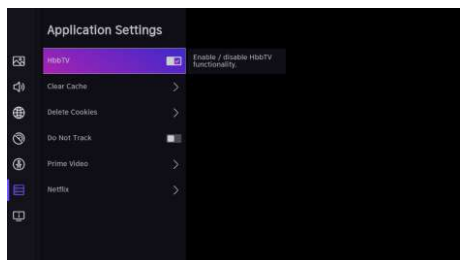 Application Settings
HbbTV
Enable / disable HbbTV
functionality.
Clear Cache
Delete Cookies
Do Not Track
Prime Video
Netflix